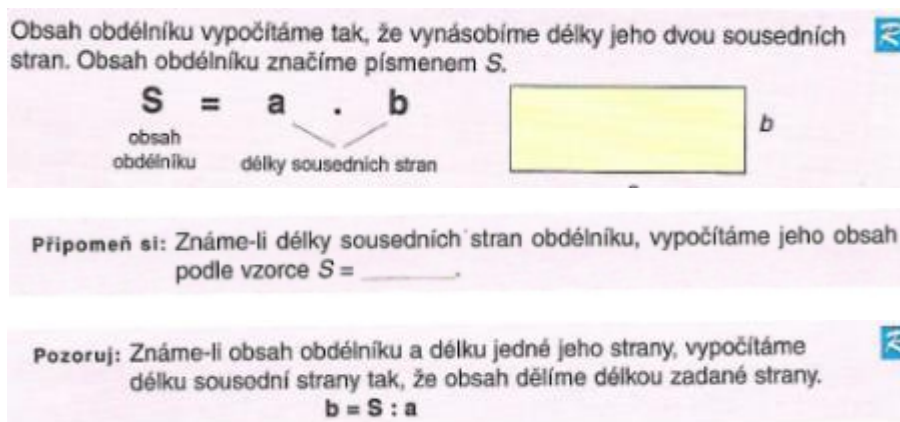 Obsah obdélníku vypočítáme tak, že vynásobíme délky jeho dvou sousedních
stran. Obsah obdélníku značíme písmenem S.
S = a . b
obsah
obdélníku délky sousedních stran
b
Připomeň si: Známe-li délky sousedních stran obdélníku, vypočítáme jeho obsah
podle vzorce S = ________.
Pozoruj: Známe-li obsah obdélníku a délku jedné jeho strany, vypočítáme
délku sousodní strany tak, že obsah dělíme délkou zadané strany.
b = S : a